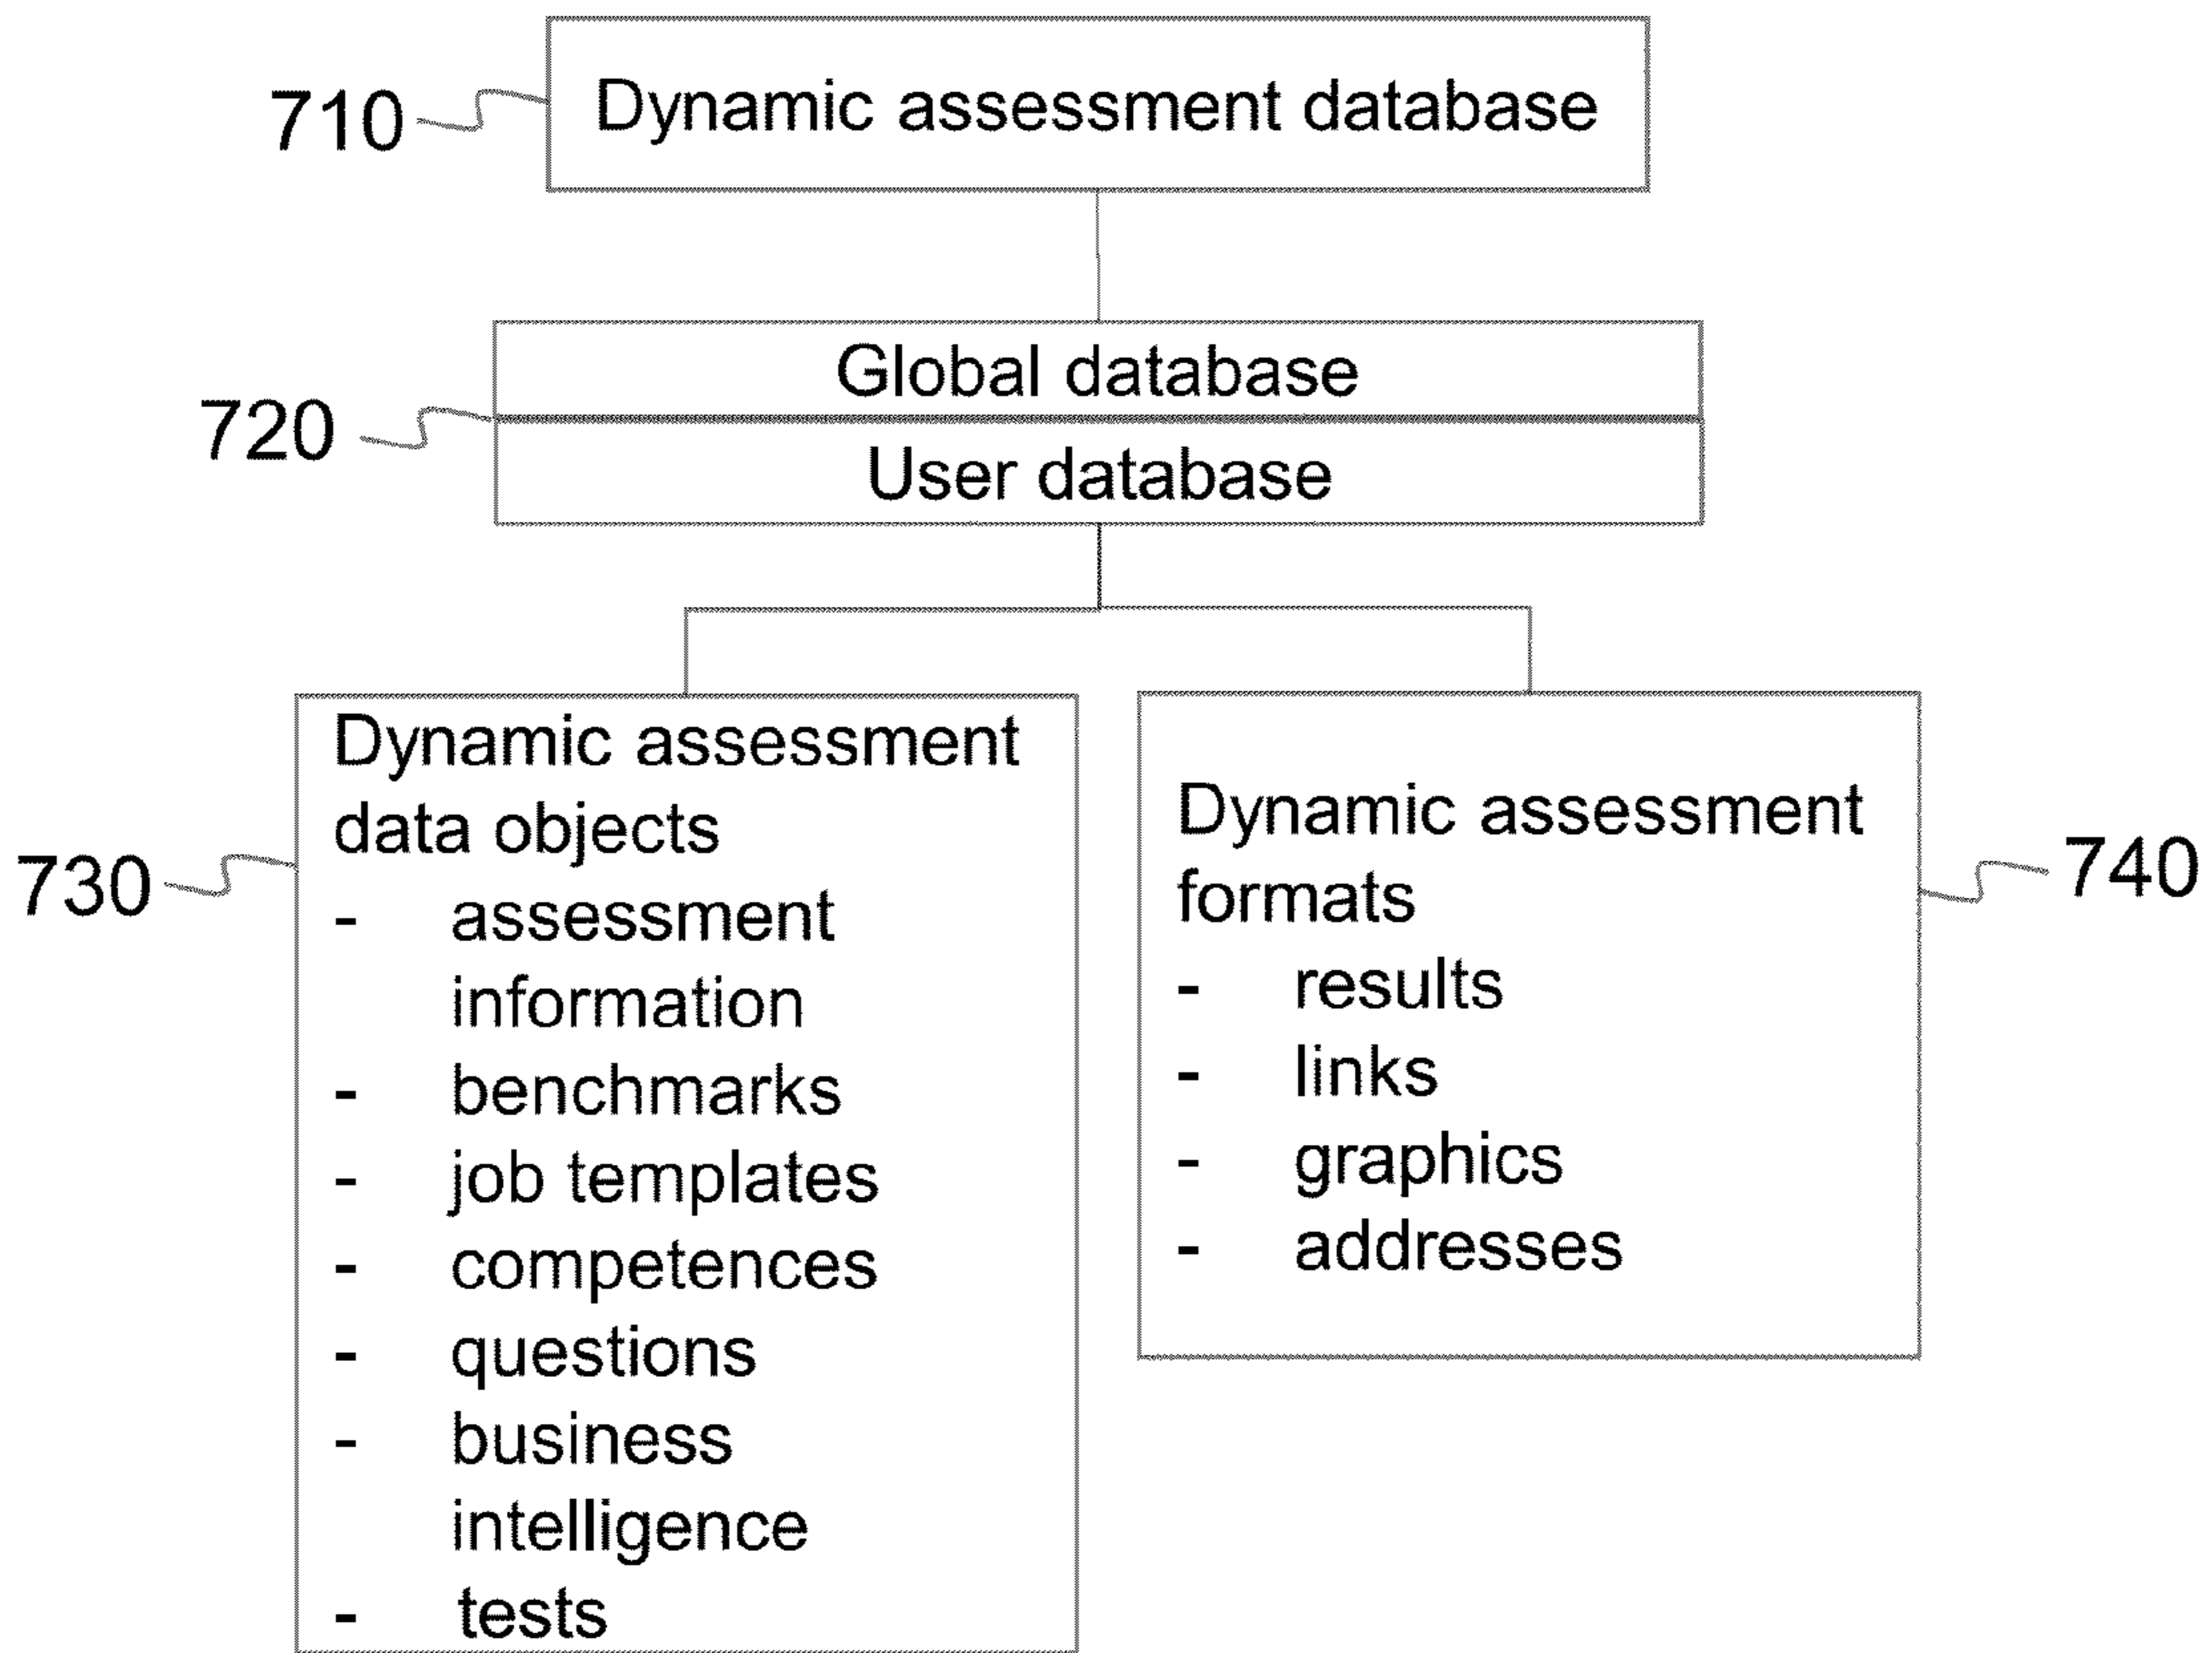 710
Dynamic assessment database
Global database
720
User database
Dynamic assessment
data objects
730
- assessment
information
- benchmarks
- job templates
- competences
- questions
- business
intelligence
- tests
Dynamic assessment
formats
740
- results
- links
- graphics
- addresses